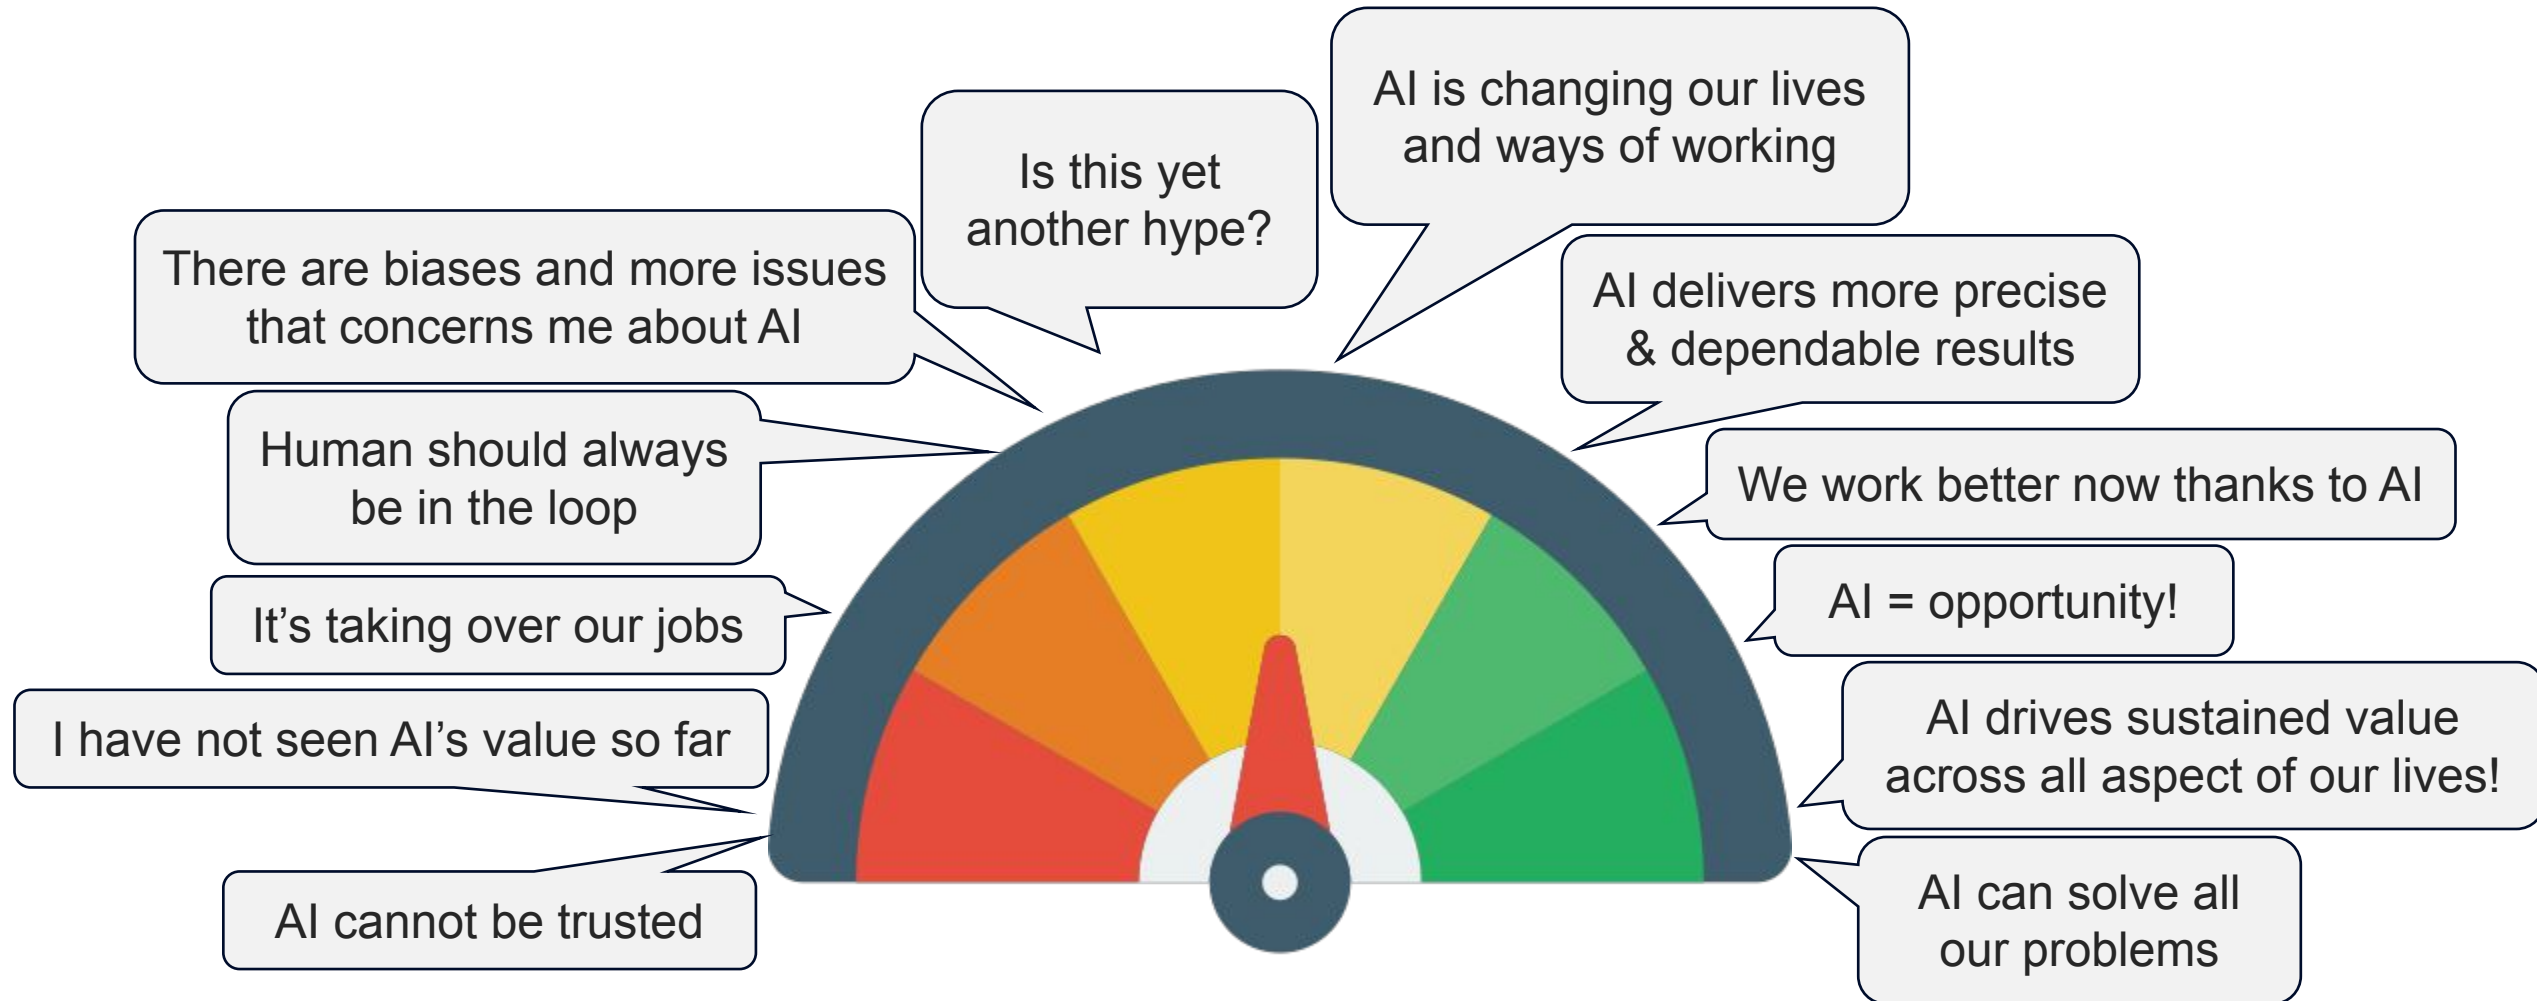 AI is changing our lives
and ways of working
Is this yet
another hype?
There are biases and more issues
that concerns me about AI
AI delivers more precise
& dependable results
Human should always
be in the loop
We work better now thanks to AI
It’s taking over our jobs
AI = opportunity!
I have not seen AI’s value so far
AI drives sustained value
across all aspect of our lives!
AI cannot be trusted
AI can solve all
our problems